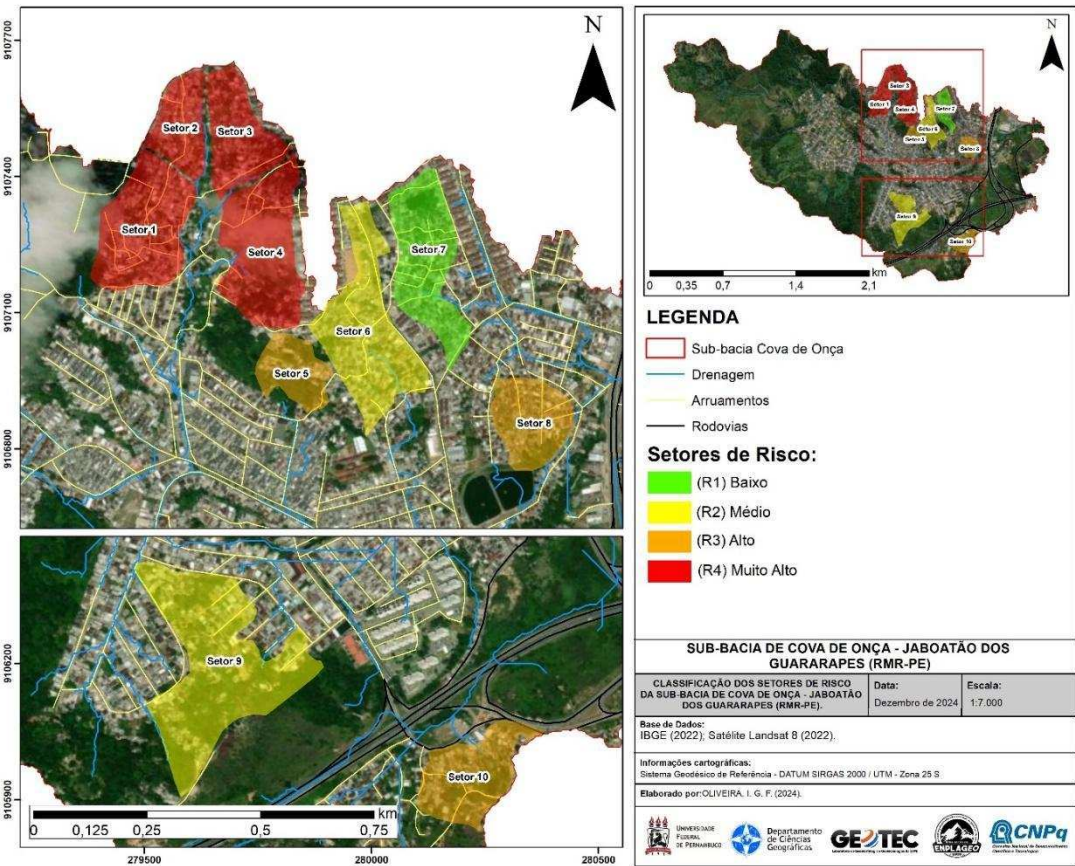 N
9107700
9107400
9107100
9106800
Setor 2
Setor 3
Setor 1
Setor 4
Setor 7
Setor 6
Setor 5
Setor 8
9106200
9105900
Setor 9
Setor 10
km
0 0,125 0,25 0,5 0,75
279500 280000 280500
N
Setor 3
Setor 1
Setor 4
Setor 7
Setor 6
Setor 5
Setor 8
Setor 9
Setor 10
km
0 0,35 0,7 1,4 2,1
LEGENDA
Sub-bacia Cova de Onça
Drenagem
Arruamentos
Rodovias
Setores de Risco:
(R1) Baixo
(R2) Médio
(R3) Alto
(R4) Muito Alto
SUB-BACIA DE COVA DE ONÇA - JABOATÃO DOS
GUARARAPES (RMR-PE)
CLASSIFICAÇÃO DOS SETORES DE RISCO
DA SUB-BACIA DE COVA DE ONÇA - JABOATÃO
DOS GUARARAPES (RMR-PE).
Data:
Dezembro de 2024
Escala:
1:7.000
Base de Dados:
IBGE (2022); Satélite Landsat 8 (2022).
Informações cartográficas:
Sistema Geodésico de Referência - DATUM SIRGAS 2000 / UTM - Zona 25 S
Elaborado por:OLIVEIRA, I. G. F. (2024).
UNIVERSIDADE
FEDERAL
DE PERNAMBUCO
Departamento
de Ciências
Geográficas
GEOTEC
ENPLAGEO
CNPq